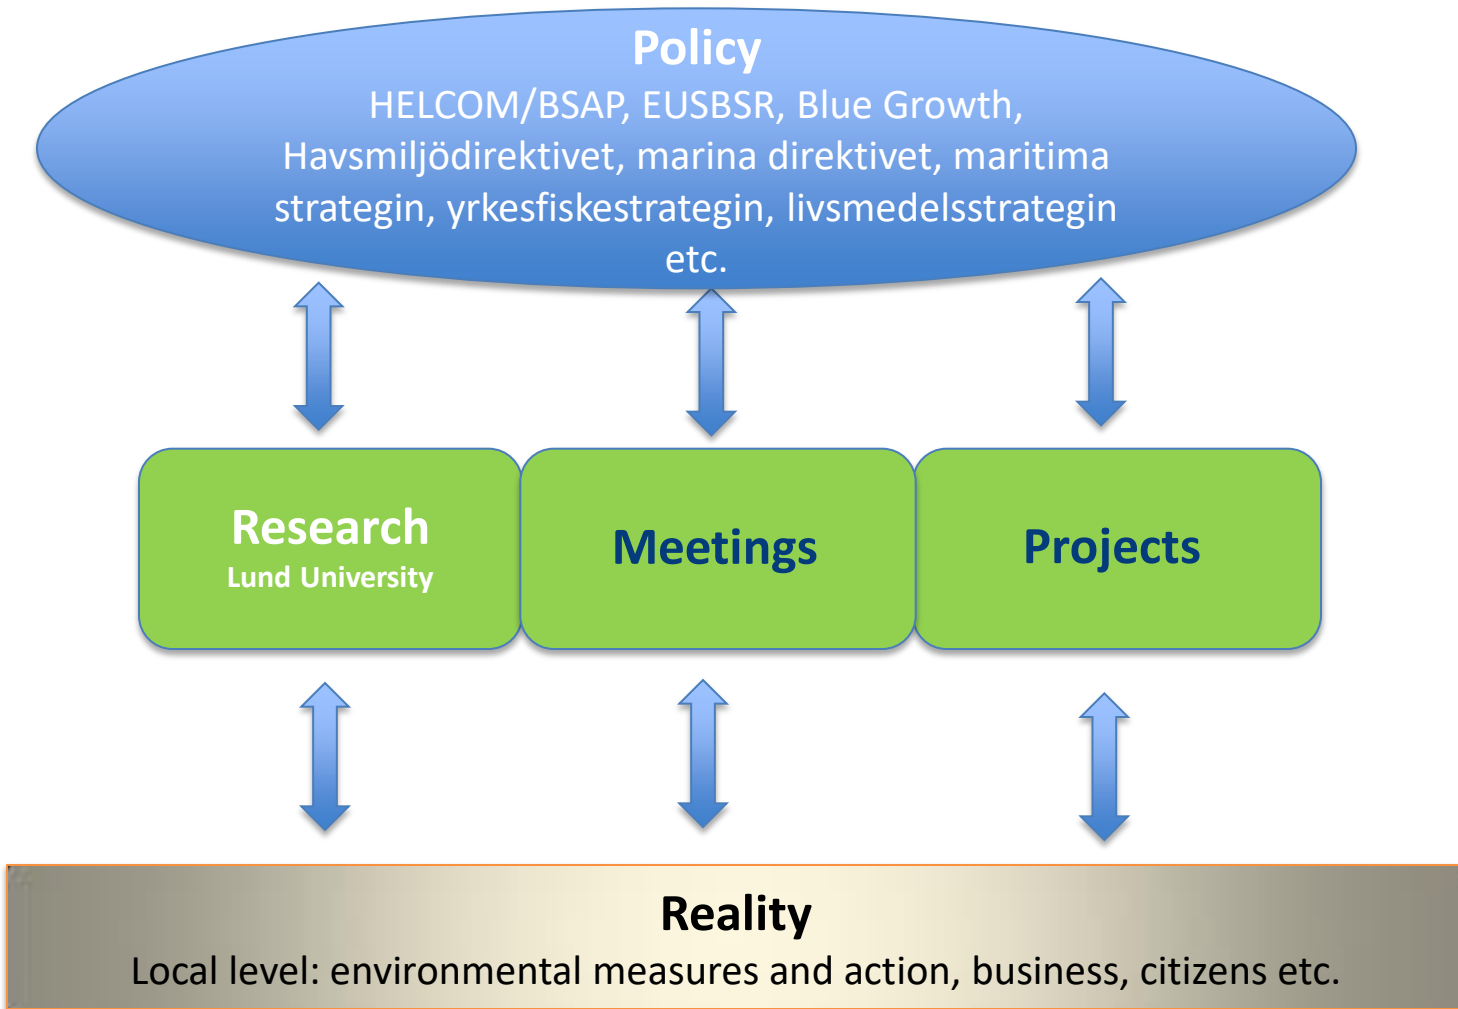 Policy
HELCOM/BSAP, EUSBSR, Blue Growth,
Havsmiljödirektivet, marina direktivet, maritima
strategin, yrkesfiskestrategin, livsmedelsstrategin
etc.
Research
Lund University
Meetings
Projects
Reality
Local level: environmental measures and action, business, citizens etc.